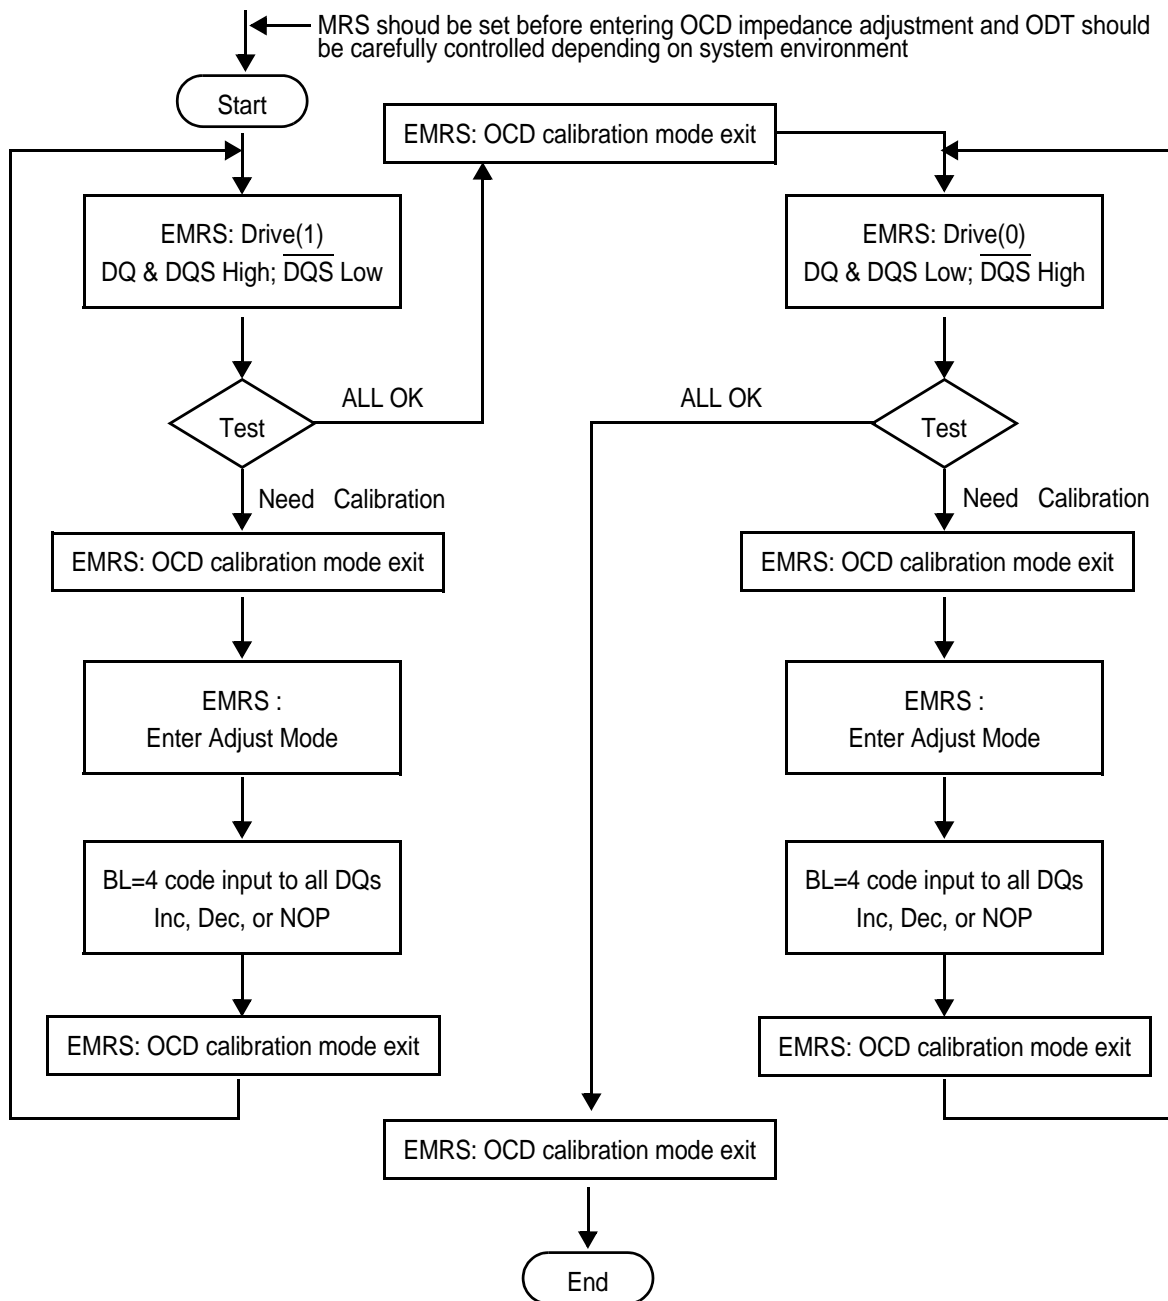 MRS shoud be set before entering OCD impedance adjustment and ODT should
be carefully controlled depending on system environment
Start
EMRS: OCD calibration mode exit
EMRS: Drive(1)
DQ & DQS High; D̅Q̅S̅ Low
EMRS: Drive(0)
DQ & DQS Low; D̅Q̅S̅ High
ALL OK
ALL OK
Test
Test
Need Calibration
Need Calibration
EMRS: OCD calibration mode exit
EMRS: OCD calibration mode exit
EMRS :
Enter Adjust Mode
EMRS :
Enter Adjust Mode
BL=4 code input to all DQs
Inc, Dec, or NOP
BL=4 code input to all DQs
Inc, Dec, or NOP
EMRS: OCD calibration mode exit
EMRS: OCD calibration mode exit
EMRS: OCD calibration mode exit
End